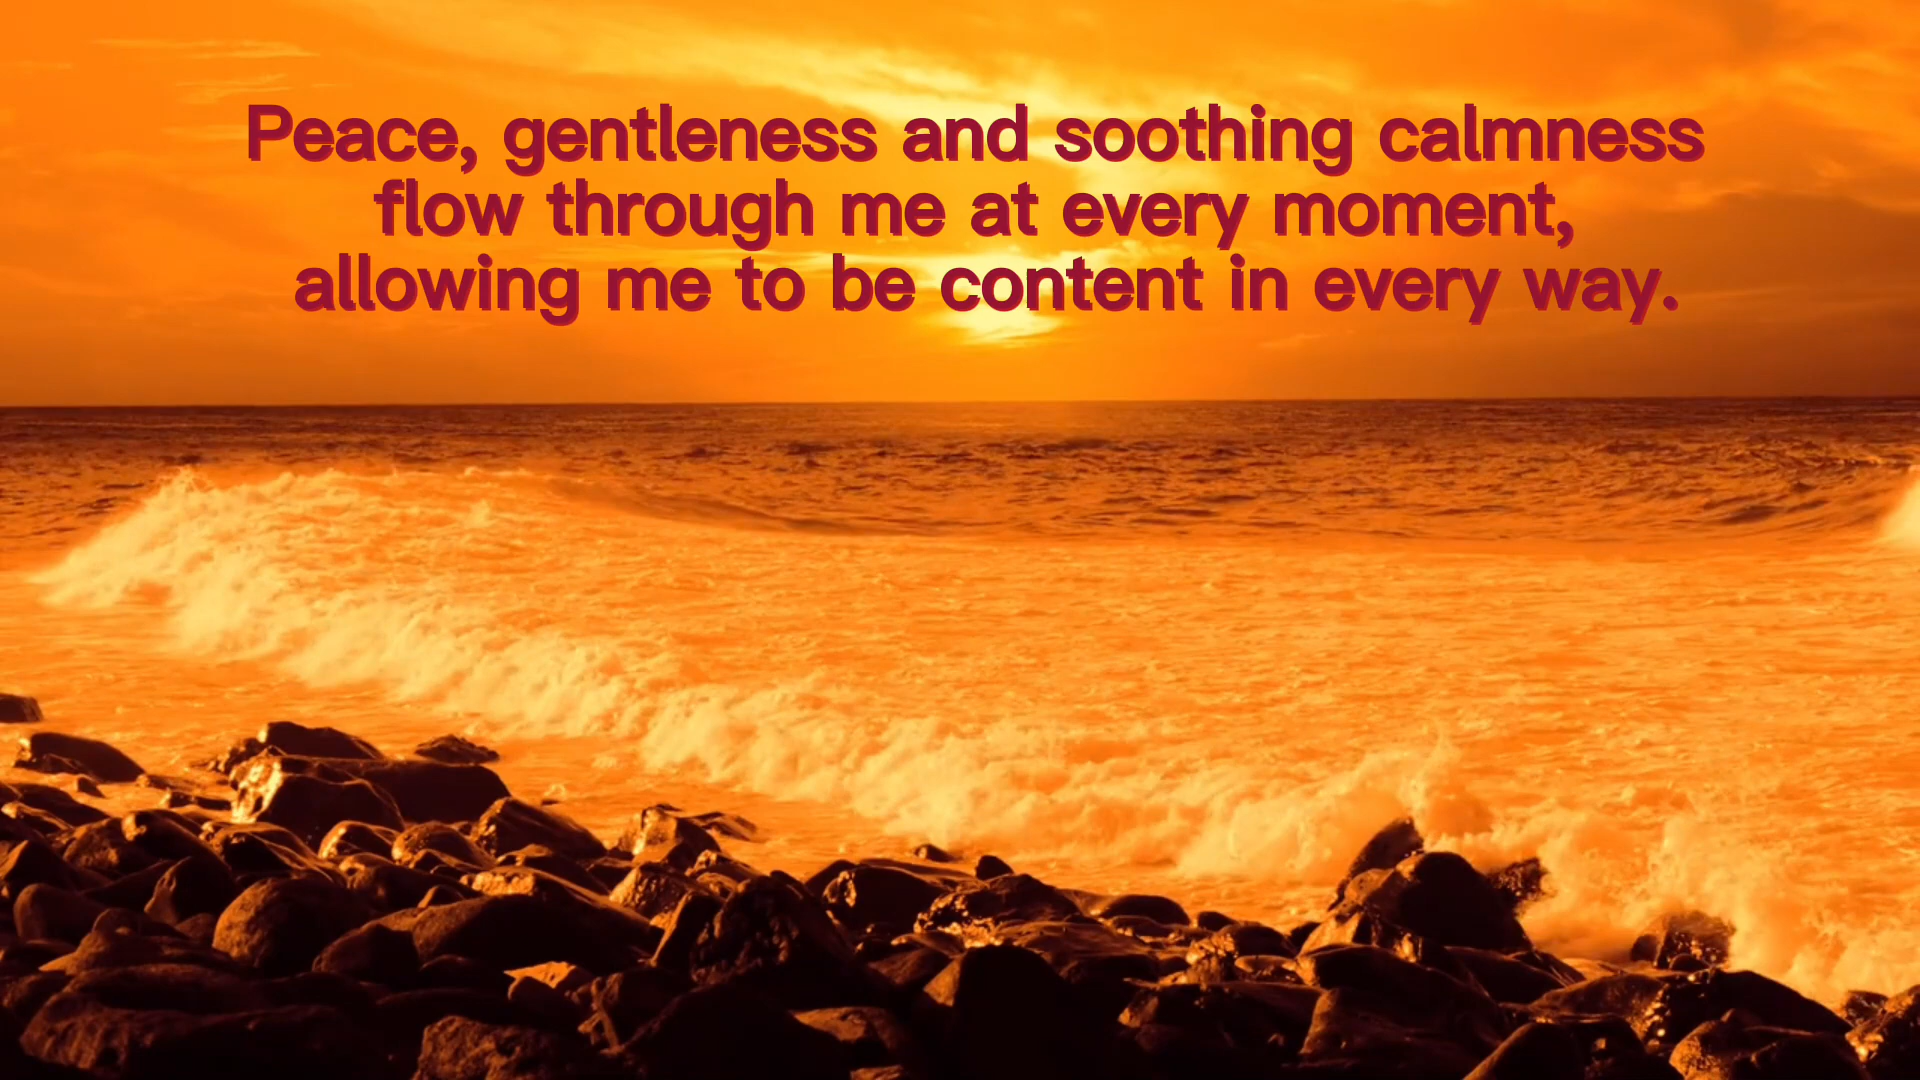 Peace, gentleness and soothing calmness
flow through me at every moment,
allowing me to be content in every way.